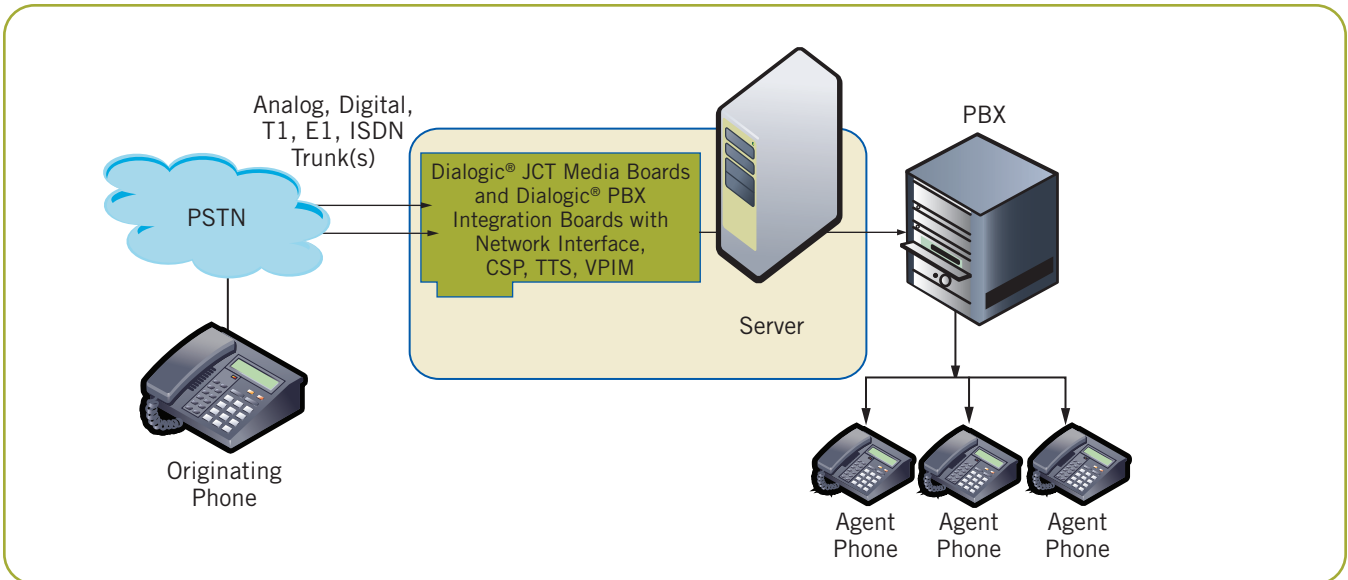 Analog, Digital,
T1, E1, ISDN
Trunk(s)
PSTN
Dialogic® JCT Media Boards
and Dialogic® PBX
Integration Boards with
Network Interface,
CSP, TTS, VPIM
Server
PBX
Originating
Phone
Agent
Phone
Agent
Phone
Agent
Phone